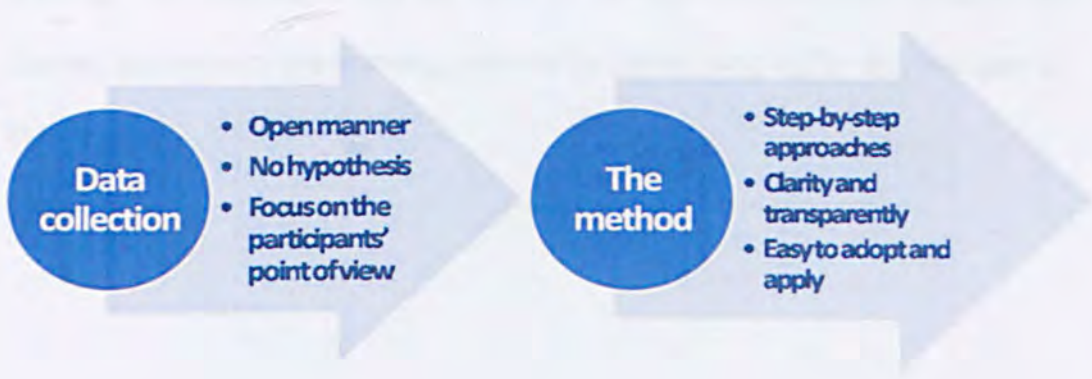 Data
collection
• Open manner
• No hypothesis
• Focus on the
participants'
point of view
The
method
• Step-by-step
approaches
• Clarity and
transparently
• Easy to adopt and
apply